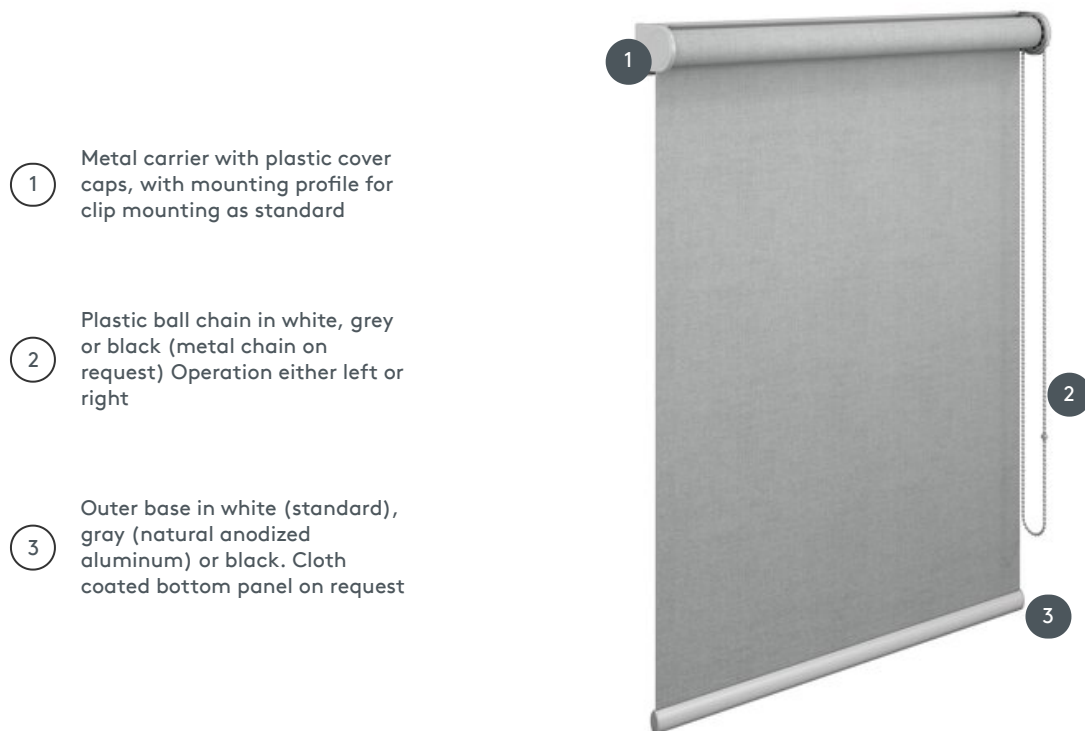 1
Metal carrier with plastic cover
caps, with mounting profile for
clip mounting as standard
2
Plastic ball chain in white, grey
or black (metal chain on
request) Operation either left or
right
3
Outer base in white (standard),
gray (natural anodized
aluminum) or black. Cloth
coated bottom panel on request
1
2
3